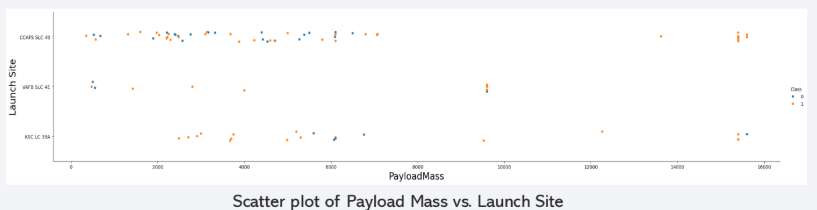 CCAFS SLC 40
VAFB SLC 4E
KSC LC 39A
Launch Site
0
2000
4000
6000
8000
10000
12000
14000
16000
PayloadMass
Class
0
1
Scatter plot of Payload Mass vs. Launch Site